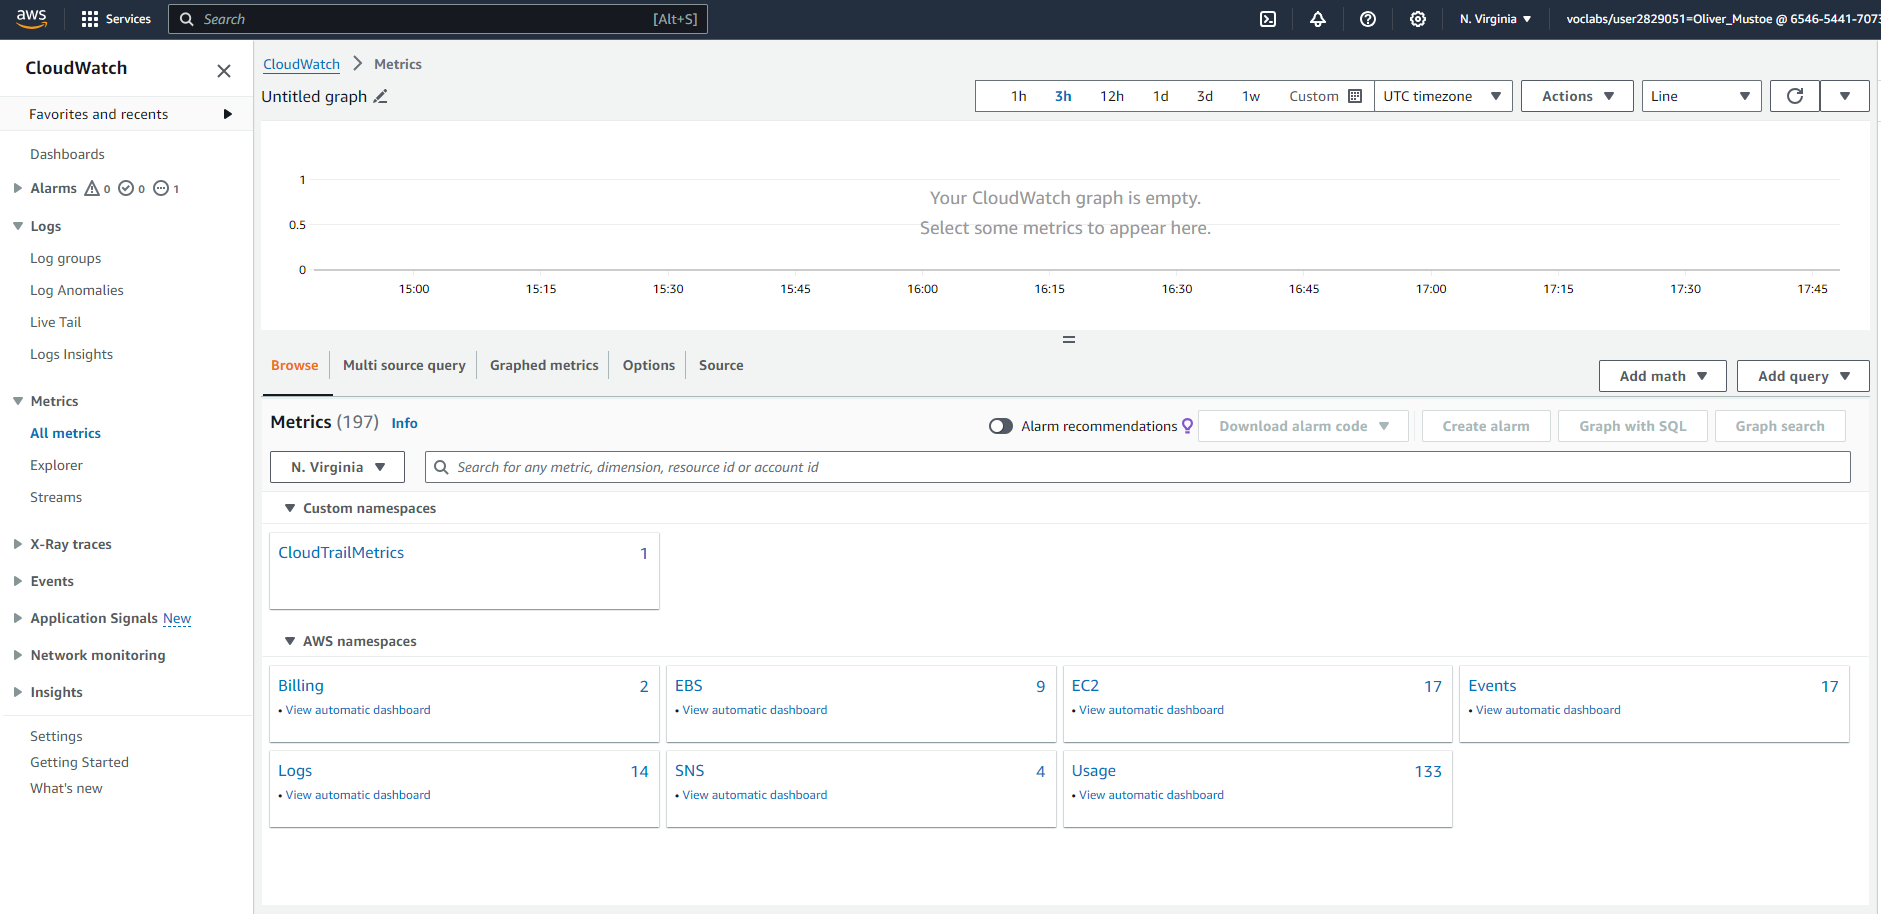 aws
Services
Search
[Alt+S]
N. Virginia
voclabs/user2829051=Oliver_Mustoe @ 6546-5441-7073
CloudWatch
Favorites and recents
Dashboards
Alarms 0 0 1
Logs
Log groups
Log Anomalies
Live Tail
Logs Insights
Metrics
All metrics
Explorer
Streams
X-Ray traces
Events
Application Signals New
Network monitoring
Insights
Settings
Getting Started
What's new
CloudWatch > Metrics
Untitled graph
1h 3h 12h 1d 3d 1w Custom
UTC timezone
Actions
Line
1
0.5
0
Your CloudWatch graph is empty.
Select some metrics to appear here.
15:00 15:15 15:30 15:45 16:00 16:15 16:30 16:45 17:00 17:15 17:30 17:45
Browse
Multi source query
Graphed metrics
Options
Source
Add math
Add query
Metrics (197) Info
Alarm recommendations
Download alarm code
Create alarm
Graph with SQL
Graph search
N. Virginia
Search for any metric, dimension, resource id or account id
Custom namespaces
CloudTrailMetrics 1
AWS namespaces
Billing 2
• View automatic dashboard
EBS 9
• View automatic dashboard
EC2 17
• View automatic dashboard
Events 17
• View automatic dashboard
Logs 14
• View automatic dashboard
SNS 4
• View automatic dashboard
Usage 133
• View automatic dashboard